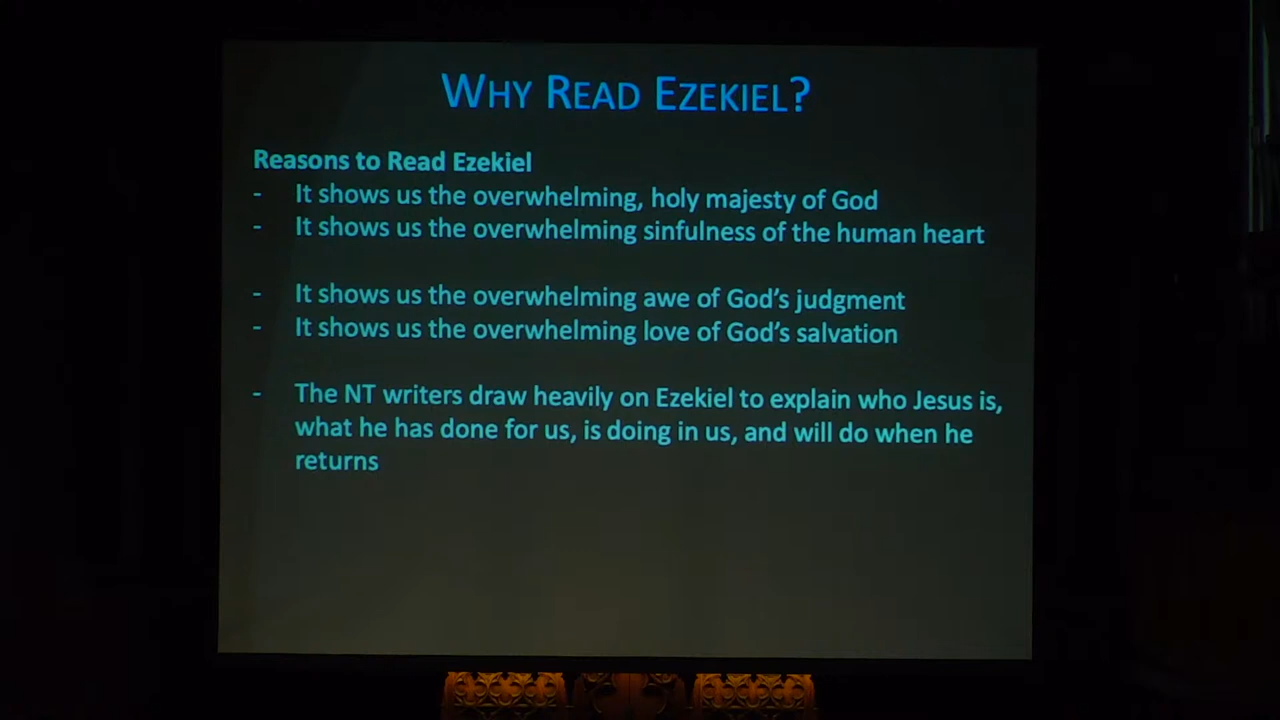 WHY READ EZEKIEL?
Reasons to Read Ezekiel
- It shows us the overwhelming, holy majesty of God
- It shows us the overwhelming sinfulness of the human heart
- It shows us the overwhelming awe of God's judgment
- It shows us the overwhelming love of God's salvation
- The NT writers draw heavily on Ezekiel to explain who Jesus is,
what he has done for us, is doing in us, and will do when he
returns